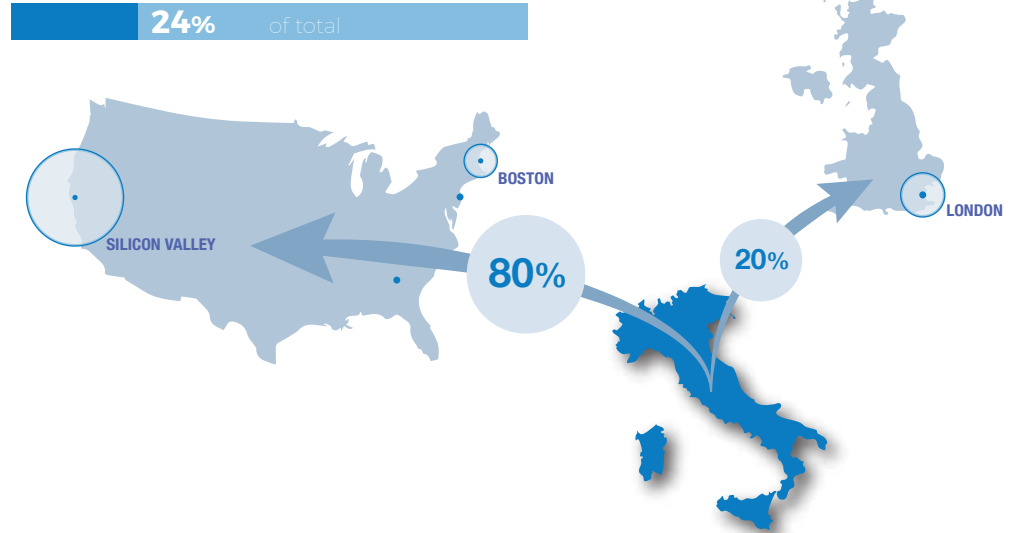 24% of total
BOSTON
LONDON
SILICON VALLEY
20%
80%